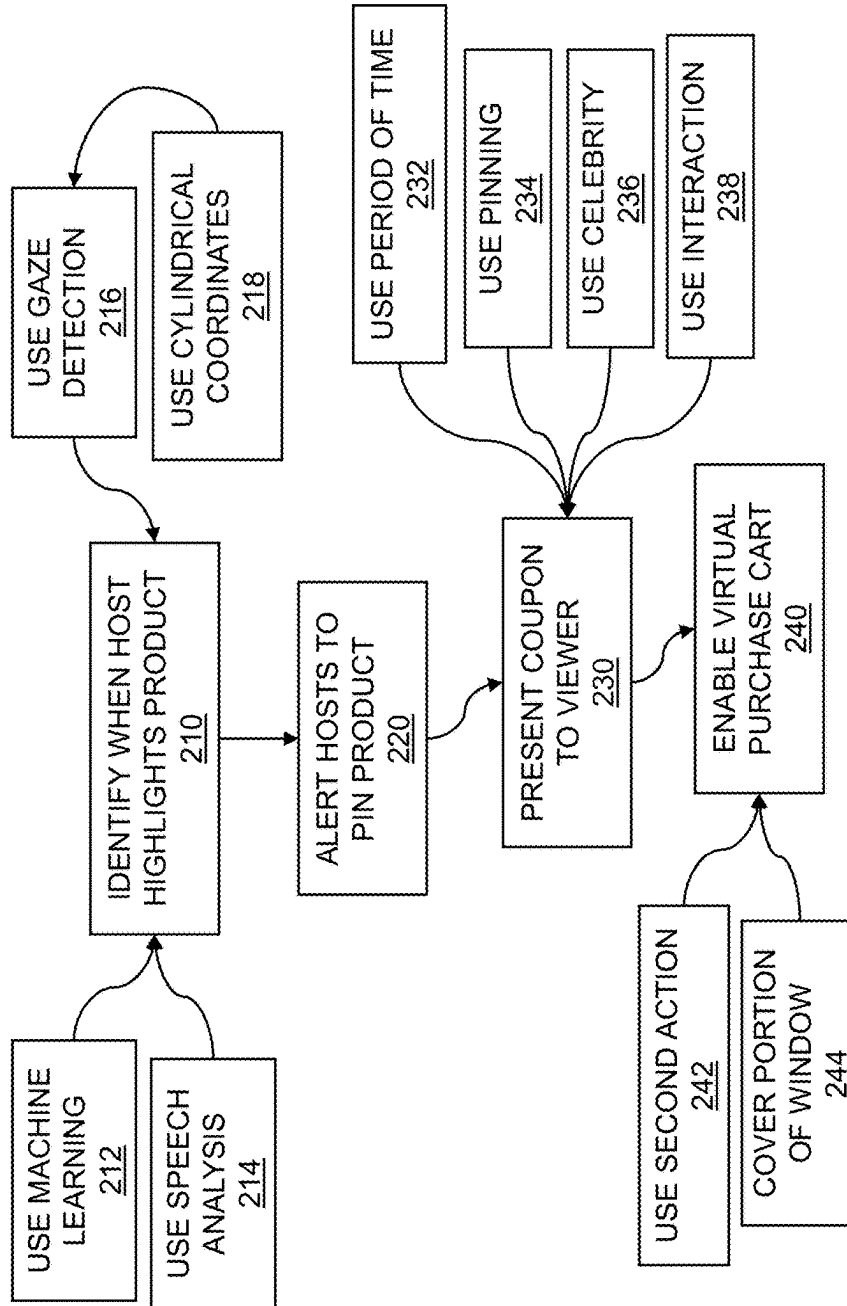 USE MACHINE
LEARNING
212
USE SPEECH
ANALYSIS
214
IDENTIFY WHEN HOST
HIGHLIGHTS PRODUCT
210
USE GAZE
DETECTION
216
USE CYLINDRICAL
COORDINATES
218
ALERT HOSTS TO
PIN PRODUCT
220
PRESENT COUPON
TO VIEWER
230
USE PERIOD OF TIME
232
USE PINNING
234
USE CELEBRITY
236
USE INTERACTION
238
USE SECOND ACTION
242
COVER PORTION
OF WINDOW
244
ENABLE VIRTUAL
PURCHASE CART
240